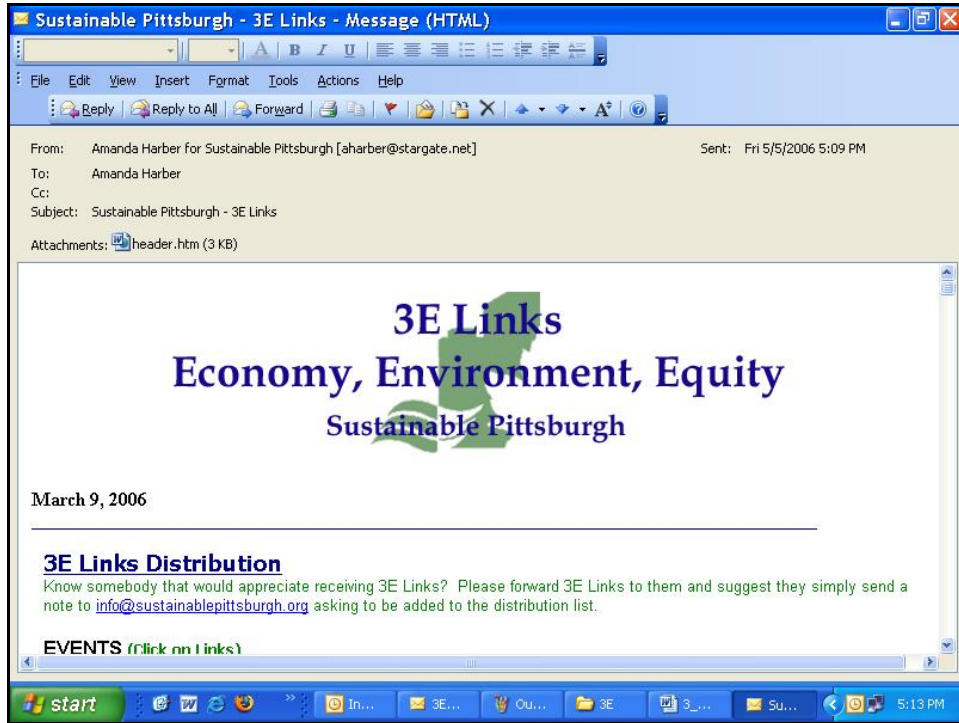 Sustainable Pittsburgh - 3E Links - Message (HTML)
A B I U
File Edit View Insert Format Tools Actions Help
Reply Reply to All Forward
From: Amanda Harber for Sustainable Pittsburgh [aharber@stargate.net] Sent: Fri 5/5/2006 5:09 PM
To: Amanda Harber
Cc:
Subject: Sustainable Pittsburgh - 3E Links
Attachments: header.htm (3 KB)
3E Links
Economy, Environment, Equity
Sustainable Pittsburgh
March 9, 2006
3E Links Distribution
Know somebody that would appreciate receiving 3E Links? Please forward 3E Links to them and suggest they simply send a
note to info@sustainablepittsburgh.org asking to be added to the distribution list.
EVENTS (Click on Links)
start In... 3E... Ou... 3E 3_... Su... 5:13 PM